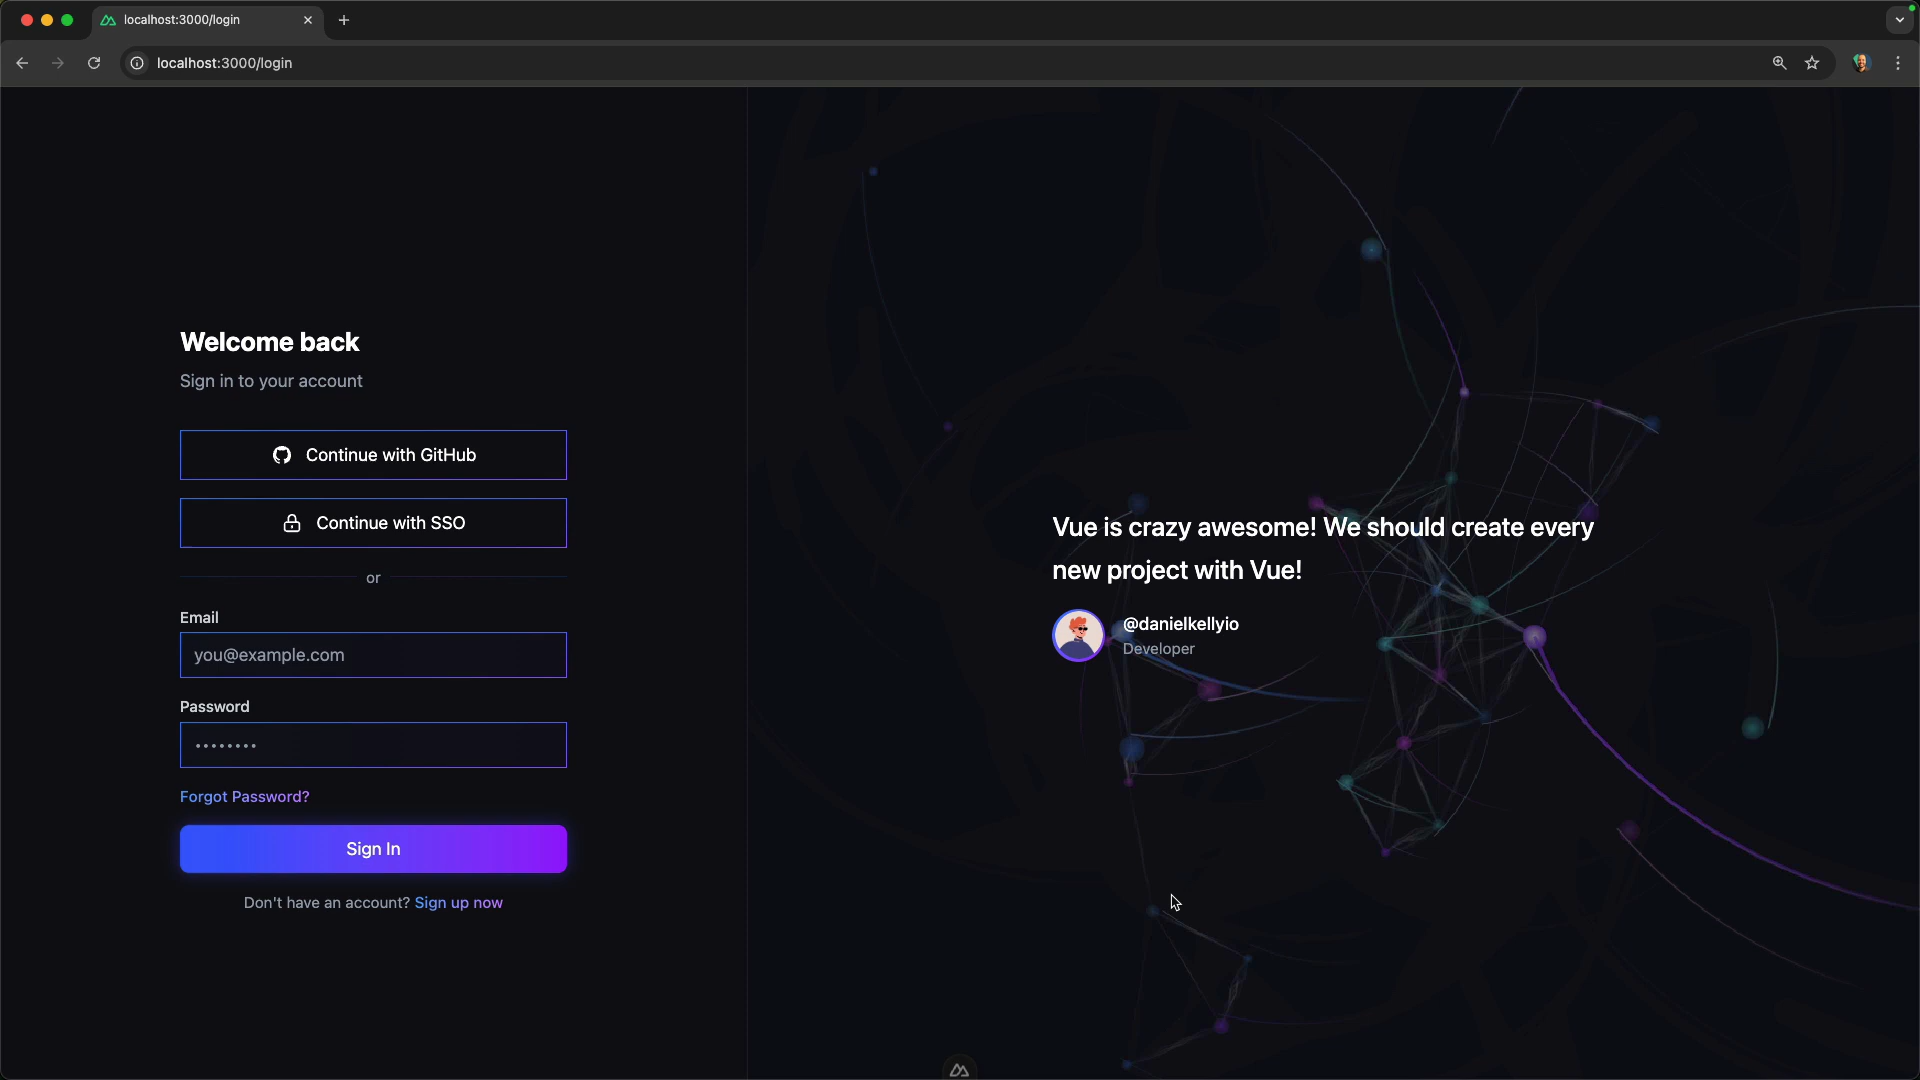 localhost:3000/login
localhost:3000/login
Welcome back
Sign in to your account
Continue with GitHub
Continue with SSO
or
Email
you@example.com
Password
••••••••
Forgot Password?
Sign In
Don't have an account? Sign up now
Vue is crazy awesome! We should create every
new project with Vue!
@danielkellyio
Developer